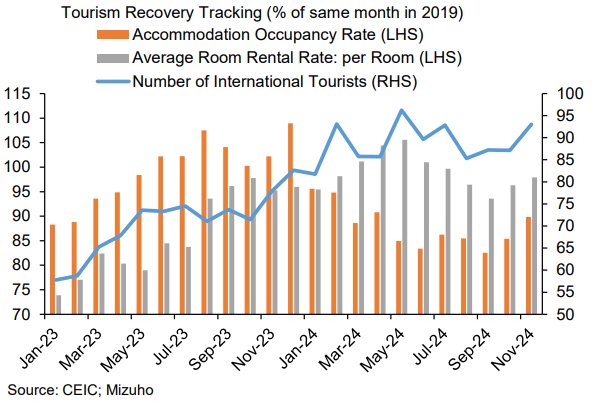 Tourism Recovery Tracking (% of same month in 2019)
Accommodation Occupancy Rate (LHS)
Average Room Rental Rate: per Room (LHS)
Number of International Tourists (RHS)
115
110
105
100
95
90
85
80
75
70
100
95
90
85
80
75
70
65
60
55
50
Jan-23
Mar-23
May-23
Jul-23
Sep-23
Nov-23
Jan-24
Mar-24
May-24
Jul-24
Sep-24
Nov-24
Source: CEIC; Mizuho